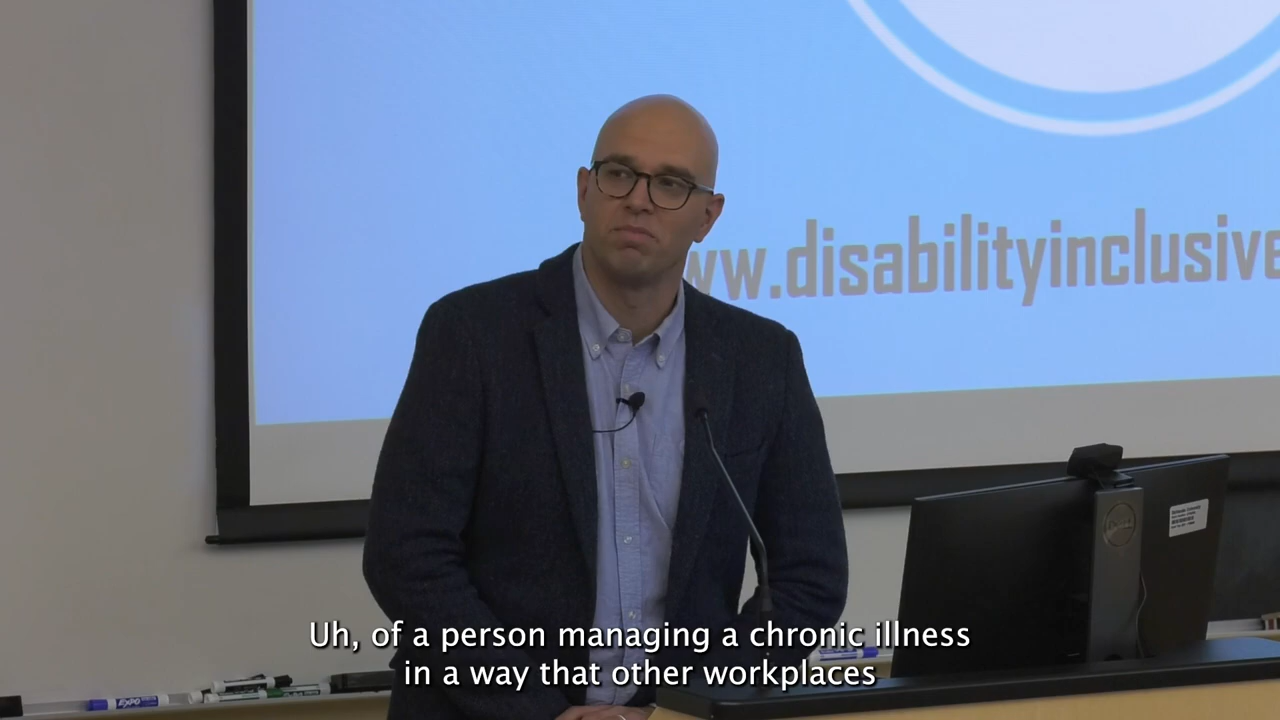 ww.disabilityinclusive
Uh, of a person managing a chronic illness
in a way that other workplaces
DELL
EXPO